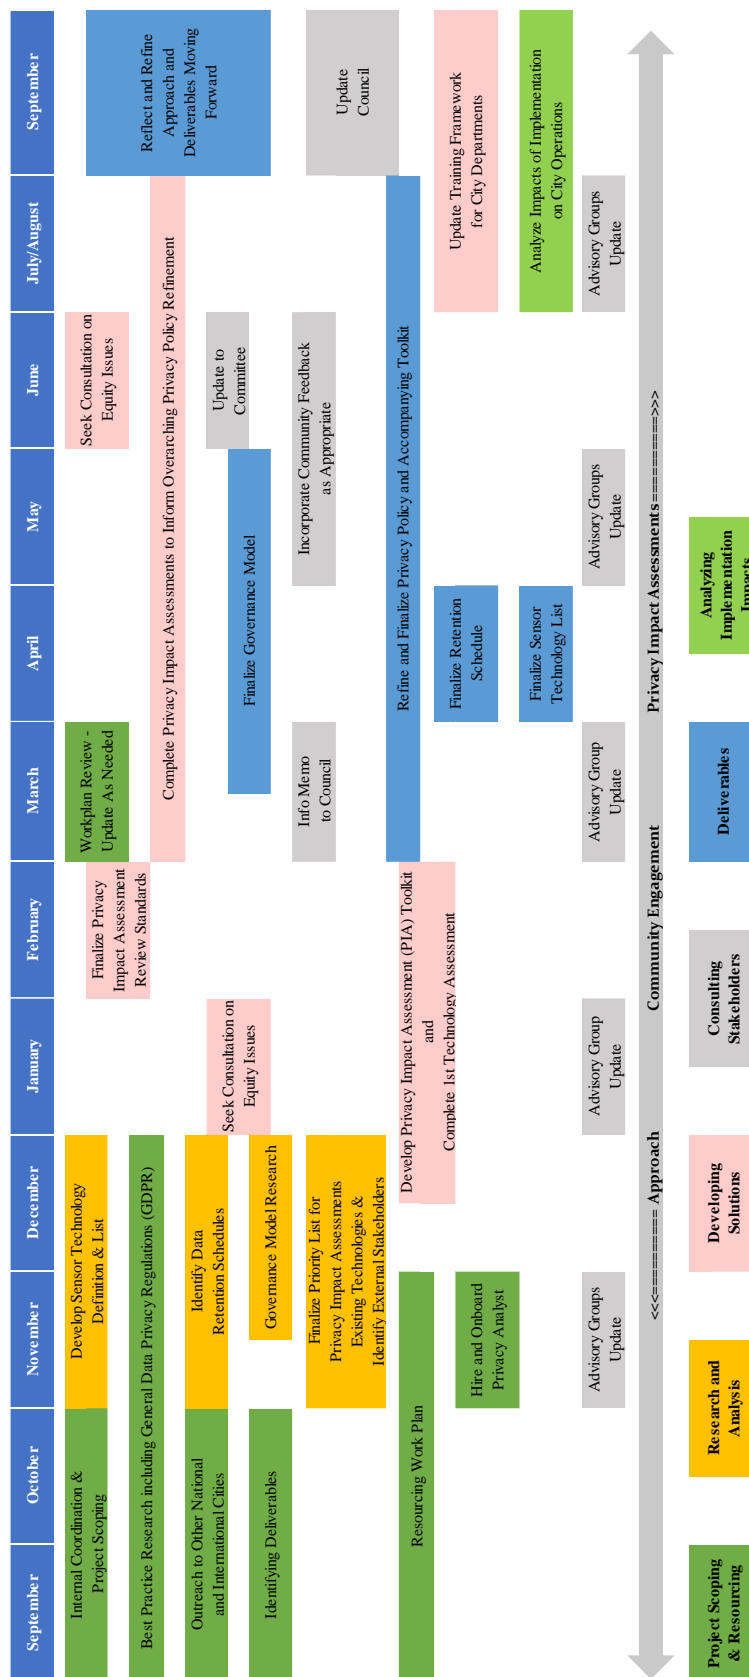 September
October
November
December
January
February
March
April
May
June
July/August
September
Internal Coordination &
Project Scoping
Develop Sensor Technology
Definition & List
Workplan Review -
Update As Needed
Seek Consultation on
Equity Issues
Finalize Privacy
Impact Assessment
Review Standards
Reflect and Refine
Approach and
Deliverables Moving
Forward
Best Practice Research including General Data Privacy Regulations (GDPR)
Complete Privacy Impact Assessments to Inform Overarching Privacy Policy Refinement
Outreach to Other National
and International Cities
Identify Data
Retention Schedules
Seek Consultation on
Equity Issues
Update to
Committee
Identifying Deliverables
Governance Model Research
Finalize Governance Model
Finalize Priority List for
Privacy Impact Assessments
Existing Technologies &
Identify External Stakeholders
Info Memo
to Council
Incorporate Community Feedback
as Appropriate
Update
Council
Resourcing Work Plan
Develop Privacy Impact Assessment (PIA) Toolkit
and
Complete 1st Technology Assessment
Refine and Finalize Privacy Policy and Accompanying Toolkit
Hire and Onboard
Privacy Analyst
Finalize Retention
Schedule
Update Training Framework
for City Departments
Finalize Sensor
Technology List
Analyze Impacts of Implementation
on City Operations
Advisory Groups
Update
Advisory Group
Update
Advisory Group
Update
Advisory Groups
Update
Advisory Groups
Update
<<<========== Approach
Community Engagement
Privacy Impact Assessments==========>>>
Project Scoping
& Resourcing
Research and
Analysis
Developing
Solutions
Consulting
Stakeholders
Deliverables
Analyzing
Implementation
Impacts